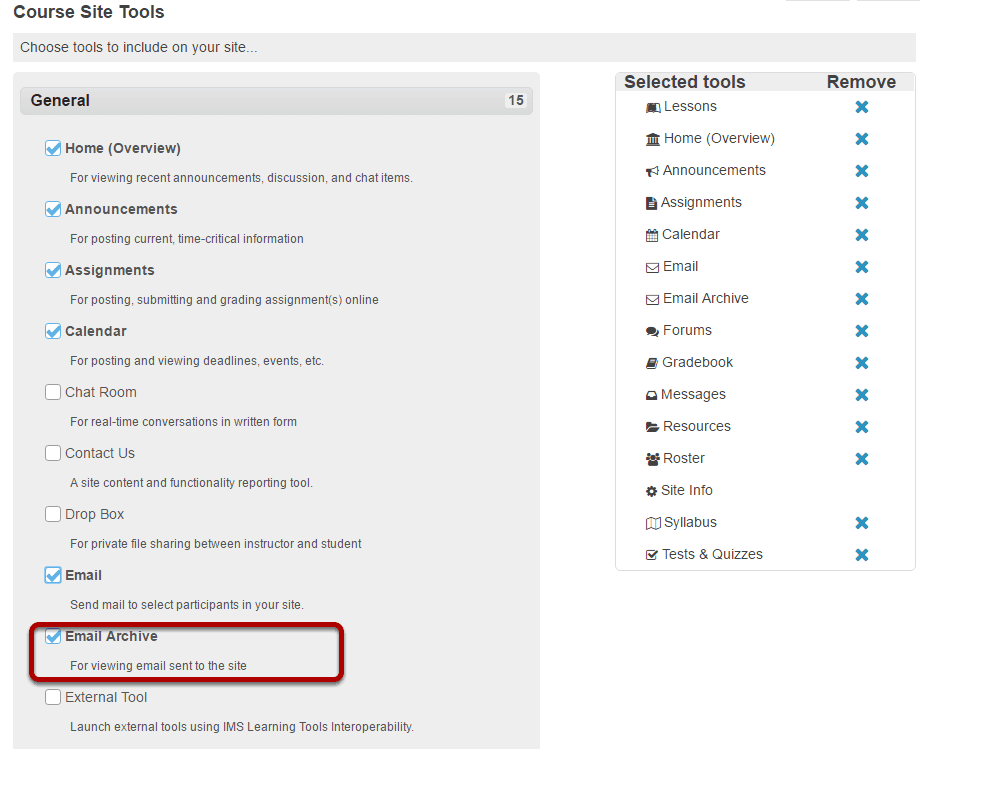 Course Site Tools
Choose tools to include on your site...
General 15
Home (Overview)
For viewing recent announcements, discussion, and chat items.
Announcements
For posting current, time-critical information
Assignments
For posting, submitting and grading assignment(s) online
Calendar
For posting and viewing deadlines, events, etc.
Chat Room
For real-time conversations in written form
Contact Us
A site content and functionality reporting tool.
Drop Box
For private file sharing between instructor and student
Email
Send mail to select participants in your site.
Email Archive
For viewing email sent to the site
External Tool
Launch external tools using IMS Learning Tools Interoperability.
Selected tools Remove
Lessons
Home (Overview)
Announcements
Assignments
Calendar
Email
Email Archive
Forums
Gradebook
Messages
Resources
Roster
Site Info
Syllabus
Tests & Quizzes